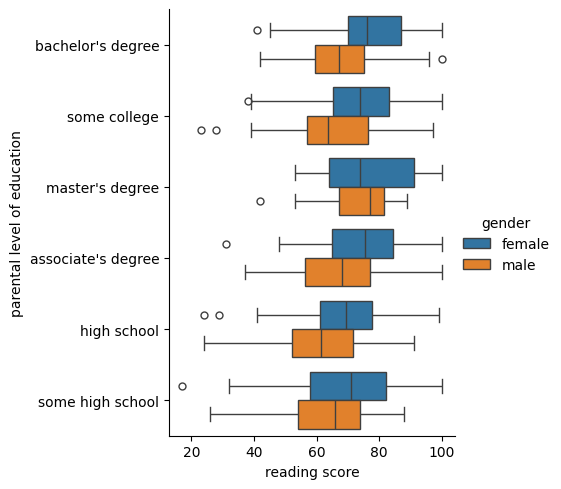 parental level of education
bachelor's degree
some college
master's degree
associate's degree
high school
some high school
20 40 60 80 100
reading score
gender
female
male